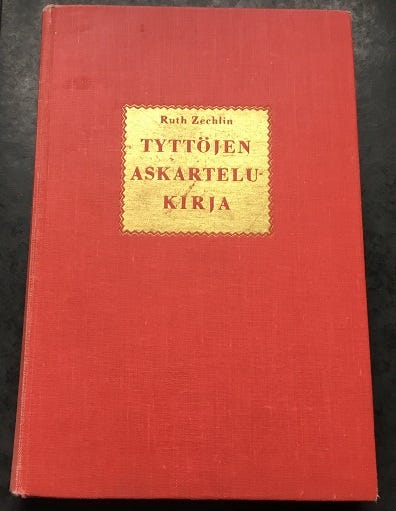 Ruth Zechlin
TYTTÖJEN
ASKARTELU-
KIRJA